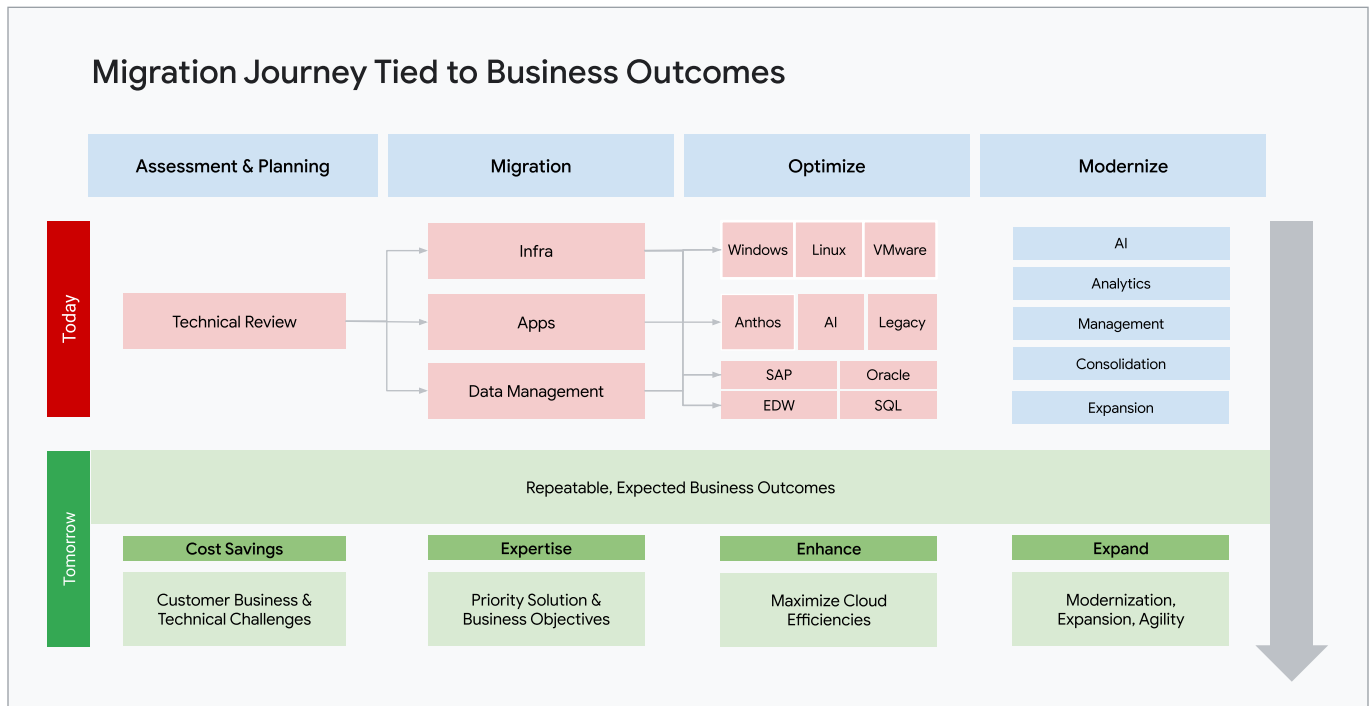 Migration Journey Tied to Business Outcomes
Assessment & Planning
Migration
Optimize
Modernize
Today
Technical Review
Infra
Apps
Data Management
Windows
Linux
VMware
Anthos
AI
Legacy
SAP
Oracle
EDW
SQL
AI
Analytics
Management
Consolidation
Expansion
Tomorrow
Repeatable, Expected Business Outcomes
Cost Savings
Customer Business &
Technical Challenges
Expertise
Priority Solution &
Business Objectives
Enhance
Maximize Cloud
Efficiencies
Expand
Modernization,
Expansion, Agility